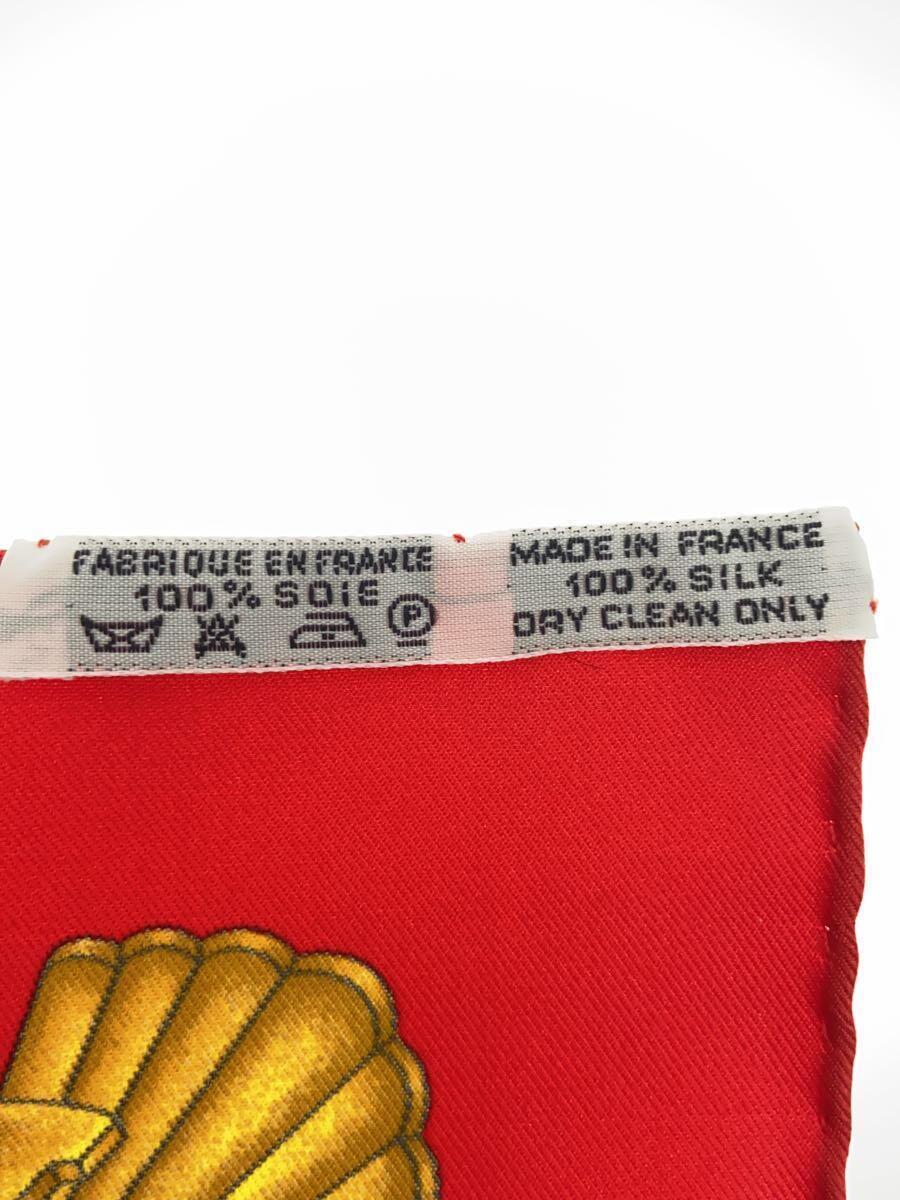 FABRIQUE EN FRANCE
100% SOIE
P
MADE IN FRANCE
100% SILK
DRY CLEAN ONLY